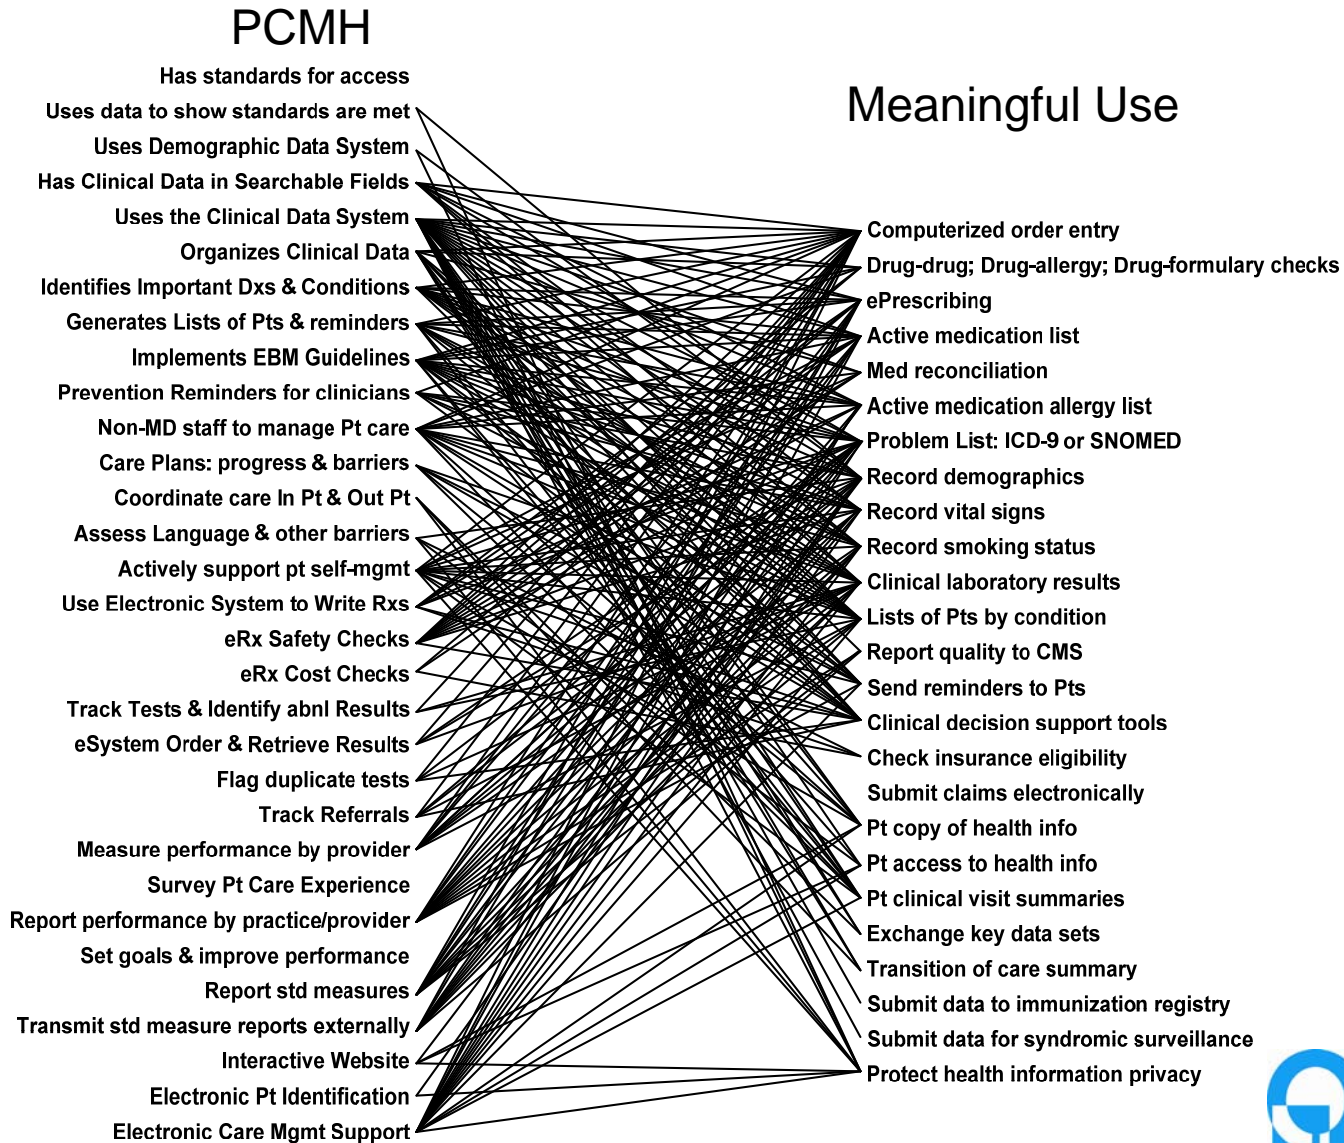 PCMH
Has standards for access
Uses data to show standards are met
Uses Demographic Data System
Has Clinical Data in Searchable Fields
Uses the Clinical Data System
Organizes Clinical Data
Identifies Important Dxs & Conditions
Generates Lists of Pts & reminders
Implements EBM Guidelines
Prevention Reminders for clinicians
Non-MD staff to manage Pt care
Care Plans: progress & barriers
Coordinate care In Pt & Out Pt
Assess Language & other barriers
Actively support pt self-mgmt
Use Electronic System to Write Rxs
eRx Safety Checks
eRx Cost Checks
Track Tests & Identify abnl Results
eSystem Order & Retrieve Results
Flag duplicate tests
Track Referrals
Measure performance by provider
Survey Pt Care Experience
Report performance by practice/provider
Set goals & improve performance
Report std measures
Transmit std measure reports externally
Interactive Website
Electronic Pt Identification
Electronic Care Mgmt Support
Meaningful Use
Computerized order entry
Drug-drug; Drug-allergy; Drug-formulary checks
ePrescribing
Active medication list
Med reconciliation
Active medication allergy list
Problem List: ICD-9 or SNOMED
Record demographics
Record vital signs
Record smoking status
Clinical laboratory results
Lists of Pts by condition
Report quality to CMS
Send reminders to Pts
Clinical decision support tools
Check insurance eligibility
Submit claims electronically
Pt copy of health info
Pt access to health info
Pt clinical visit summaries
Exchange key data sets
Transition of care summary
Submit data to immunization registry
Submit data for syndromic surveillance
Protect health information privacy